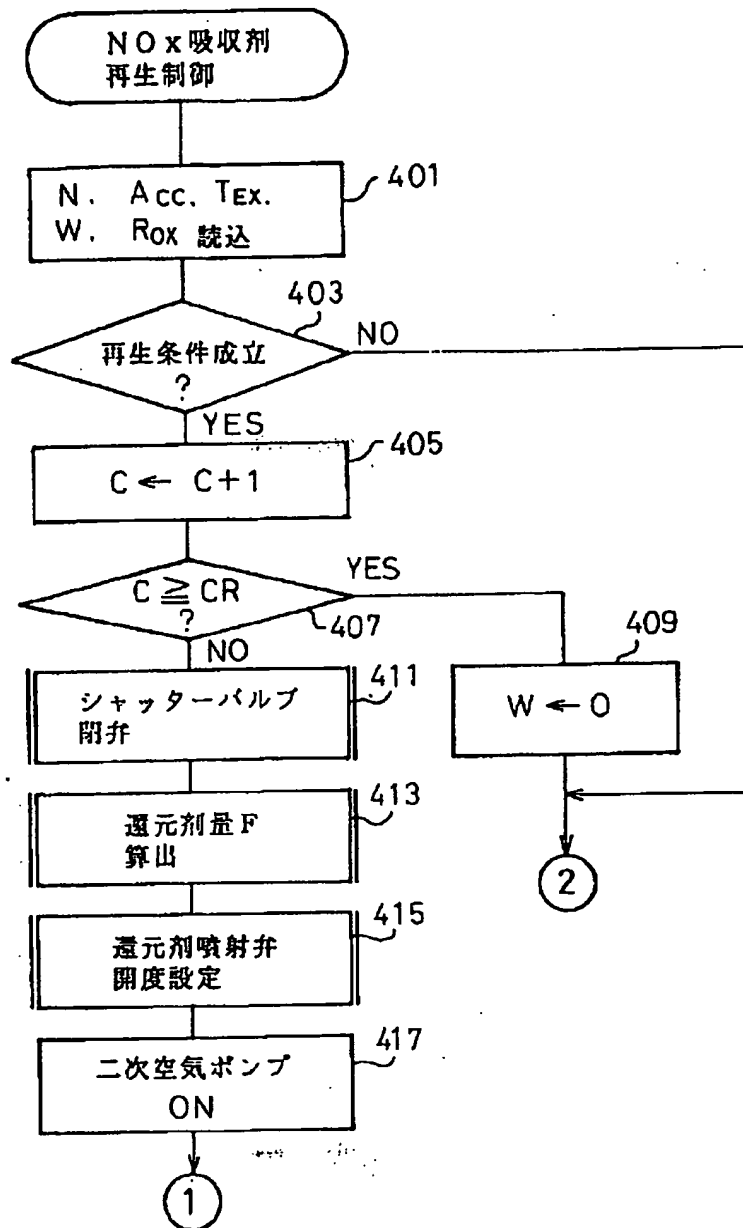 NOx吸収剤
再生制御
N. Acc. TEX.
W. ROX 読込
401
403
再生条件成立
?
NO
YES
405
C ← C+1
C ≧ CR
?
YES
407
NO
409
W ← 0
411
シャッターバルブ
閉弁
413
還元剤量F
算出
2
415
還元剤噴射弁
開度設定
417
二次空気ポンプ
ON
1